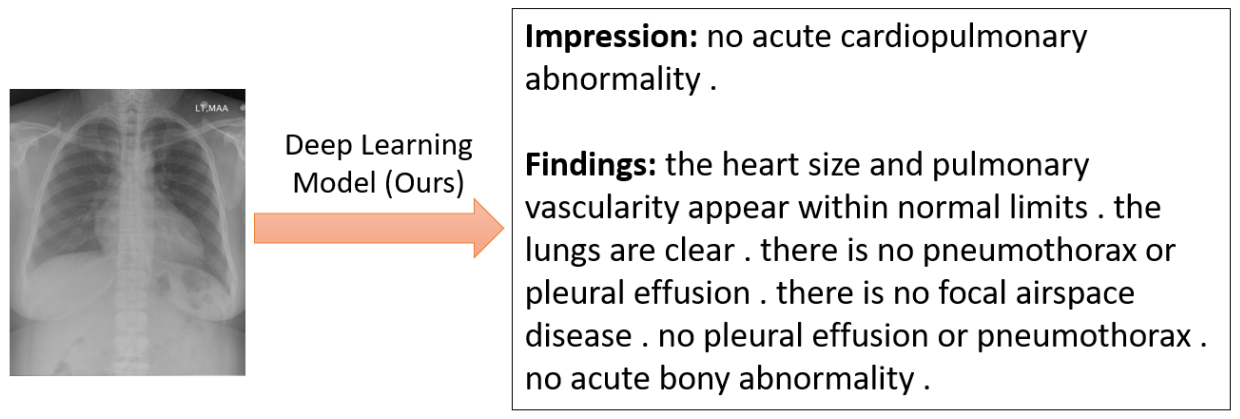 LT,MAA
Deep Learning
Model (Ours)
Impression: no acute cardiopulmonary
abnormality .
Findings: the heart size and pulmonary
vascularity appear within normal limits . the
lungs are clear . there is no pneumothorax or
pleural effusion . there is no focal airspace
disease . no pleural effusion or pneumothorax .
no acute bony abnormality .